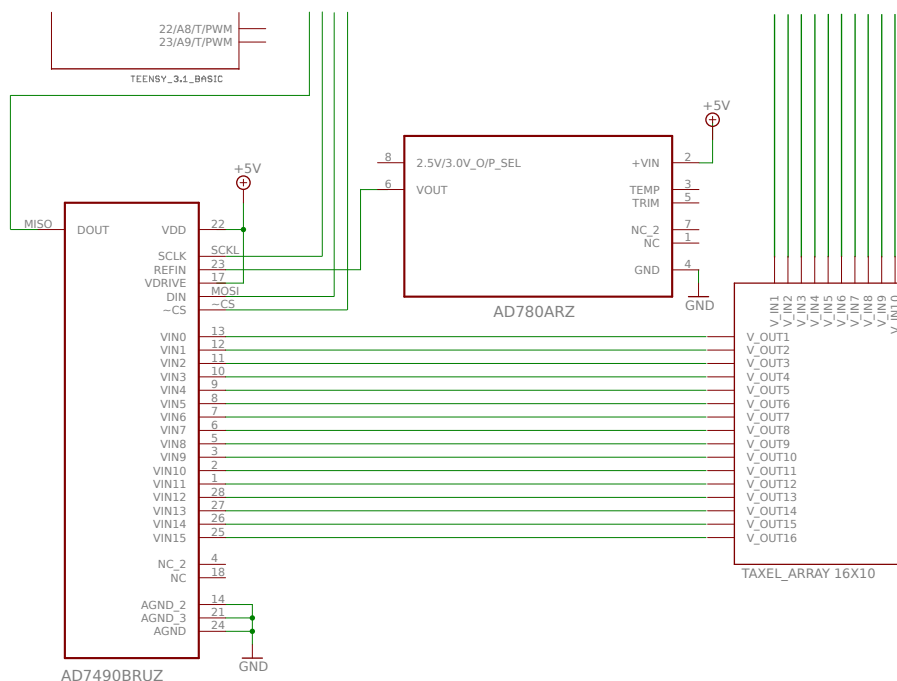 22/A8/T/PWM
23/A9/T/PWM
TEENSY_3.1_BASIC
+5V
8 2.5V/3.0V_O/P_SEL +VIN 2
6 VOUT
TEMP 3
TRIM 5
NC_2 7
NC 1
GND 4
GND
AD780ARZ
+5V
MISO DOUT VDD 22
SCLK SCKL
REFIN 23
VDRIVE 17
DIN MOSI
~CS ~CS
VIN0 13
VIN1 12
VIN2 11
VIN3 10
VIN4 9
VIN5 8
VIN6 7
VIN7 6
VIN8 5
VIN9 3
VIN10 2
VIN11 1
VIN12 28
VIN13 27
VIN14 26
VIN15 25
NC_2 4
NC 18
AGND_2 14
AGND_3 21
AGND 24
GND
AD7490BRUZ
V_IN1
V_IN2
V_IN3
V_IN4
V_IN5
V_IN6
V_IN7
V_IN8
V_IN9
V_IN10
V_OUT1
V_OUT2
V_OUT3
V_OUT4
V_OUT5
V_OUT6
V_OUT7
V_OUT8
V_OUT9
V_OUT10
V_OUT11
V_OUT12
V_OUT13
V_OUT14
V_OUT15
V_OUT16
TAXEL_ARRAY 16X10